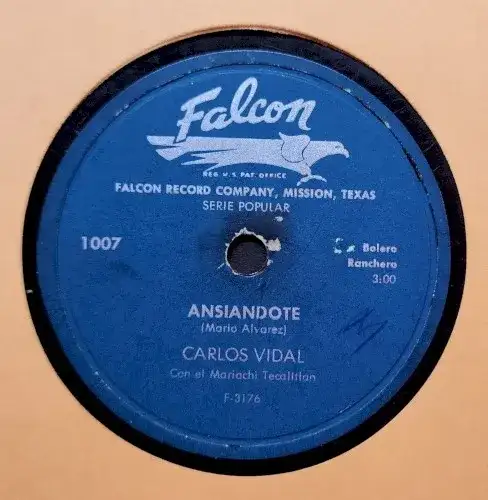 Falcon
REG. U.S. PAT. OFFICE
FALCON RECORD COMPANY, MISSION, TEXAS
SERIE POPULAR
1007
Bolero
Ranchero
3:00
ANSIANDOTE
(Mario Alvarez)
CARLOS VIDAL
Con el Mariachi Tecalitlan
F-3176